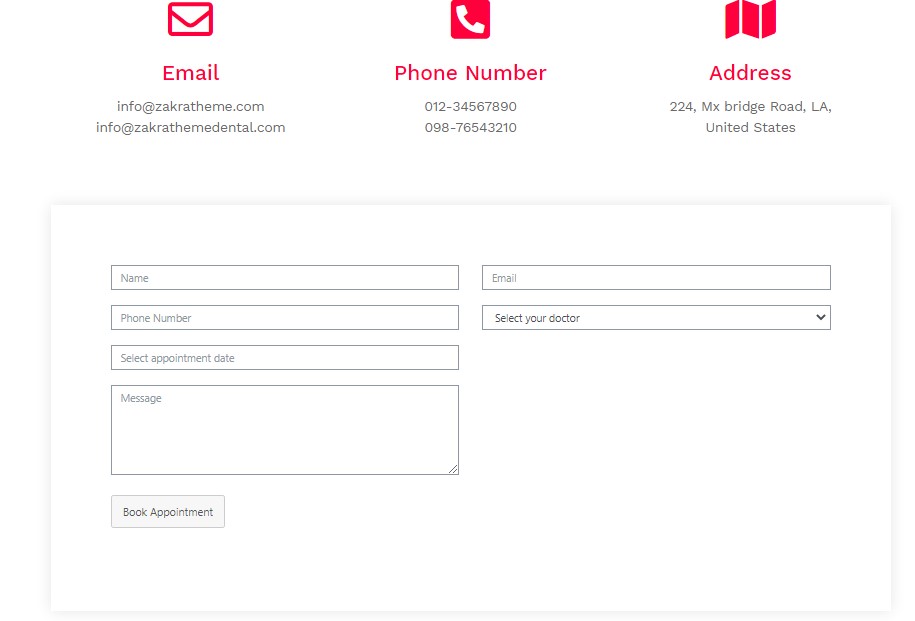 Email
info@zakratheme.com
info@zakrathemedental.com
Phone Number
012-34567890
098-76543210
Address
224, Mx bridge Road, LA,
United States
Name
Email
Phone Number
Select your doctor
Select appointment date
Message
Book Appointment